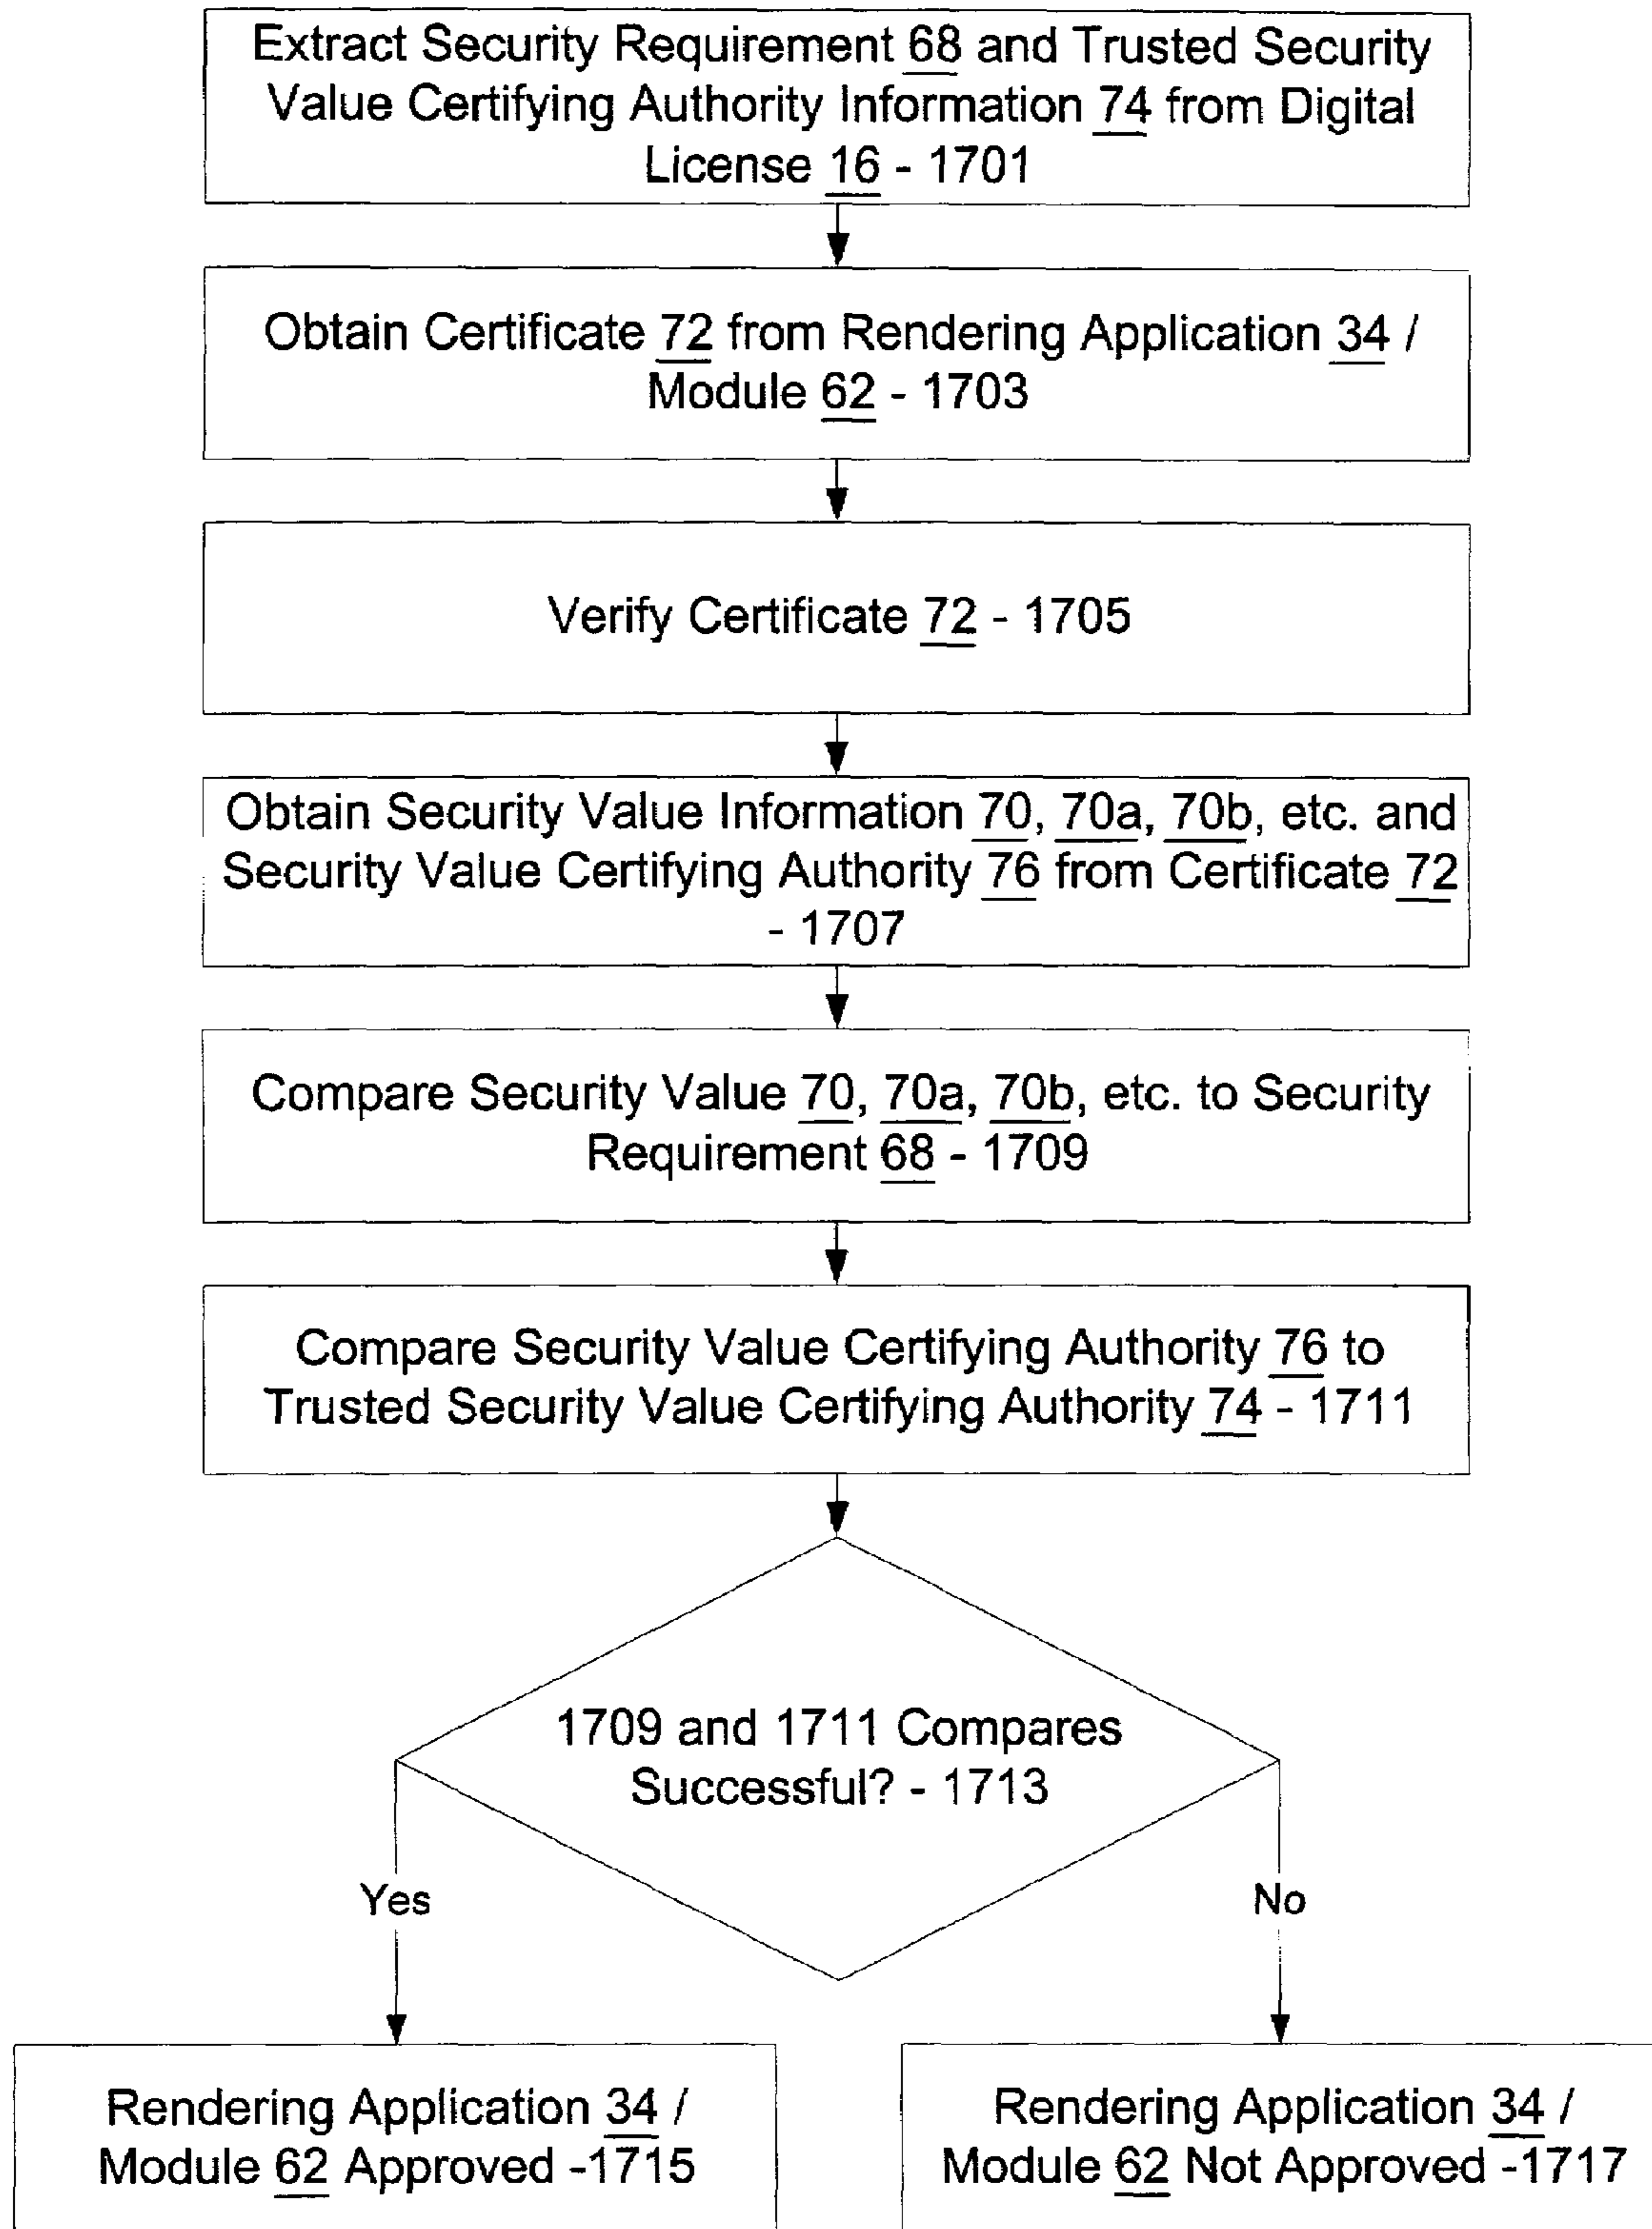 Extract Security Requirement 68 and Trusted Security
Value Certifying Authority Information 74 from Digital
License 16 - 1701
Obtain Certificate 72 from Rendering Application 34 /
Module 62 - 1703
Verify Certificate 72 - 1705
Obtain Security Value Information 70, 70a, 70b, etc. and
Security Value Certifying Authority 76 from Certificate 72
- 1707
Compare Security Value 70, 70a, 70b, etc. to Security
Requirement 68 - 1709
Compare Security Value Certifying Authority 76 to
Trusted Security Value Certifying Authority 74 - 1711
1709 and 1711 Compares
Successful? - 1713
Yes
No
Rendering Application 34 /
Module 62 Approved -1715
Rendering Application 34 /
Module 62 Not Approved -1717